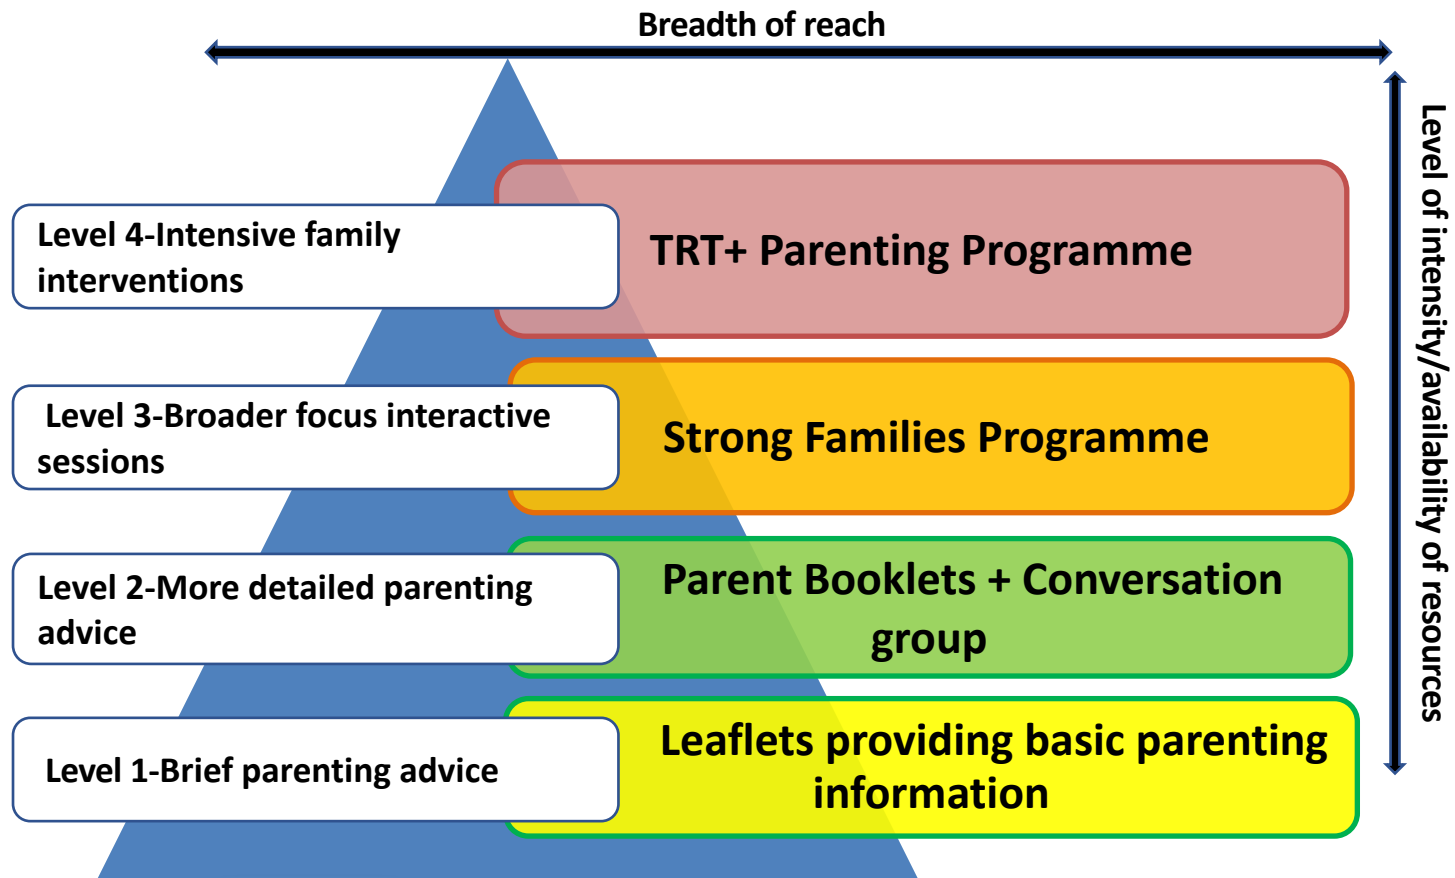 Breadth of reach
Level of intensity/availability of resources
Level 4-Intensive family
interventions
TRT+ Parenting Programme
Level 3-Broader focus interactive
sessions
Strong Families Programme
Level 2-More detailed parenting
advice
Parent Booklets + Conversation
group
Level 1-Brief parenting advice
Leaflets providing basic parenting
information